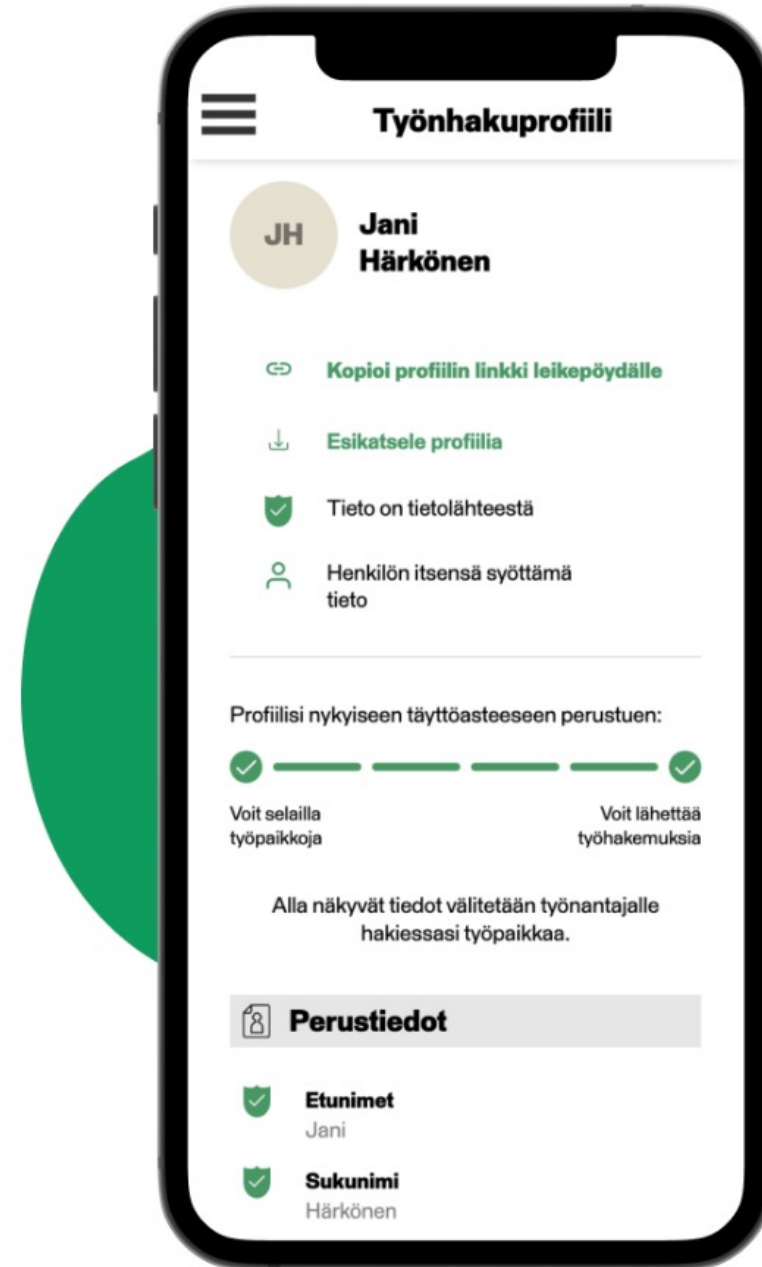 Työnhakuprofiili
JH
Jani
Härkönen
Kopioi profiilin linkki leikepöydälle
Esikatsele profiilia
Tieto on tietolähteestä
Henkilön itsensä syöttämä
tieto
Profiilisi nykyiseen täyttöasteeseen perustuen:
Voit selailla
työpaikkoja
Voit lähettää
työhakemuksia
Alla näkyvät tiedot välitetään työnantajalle
hakiessasi työpaikkaa.
Perustiedot
Etunimet
Jani
Sukunimi
Härkönen